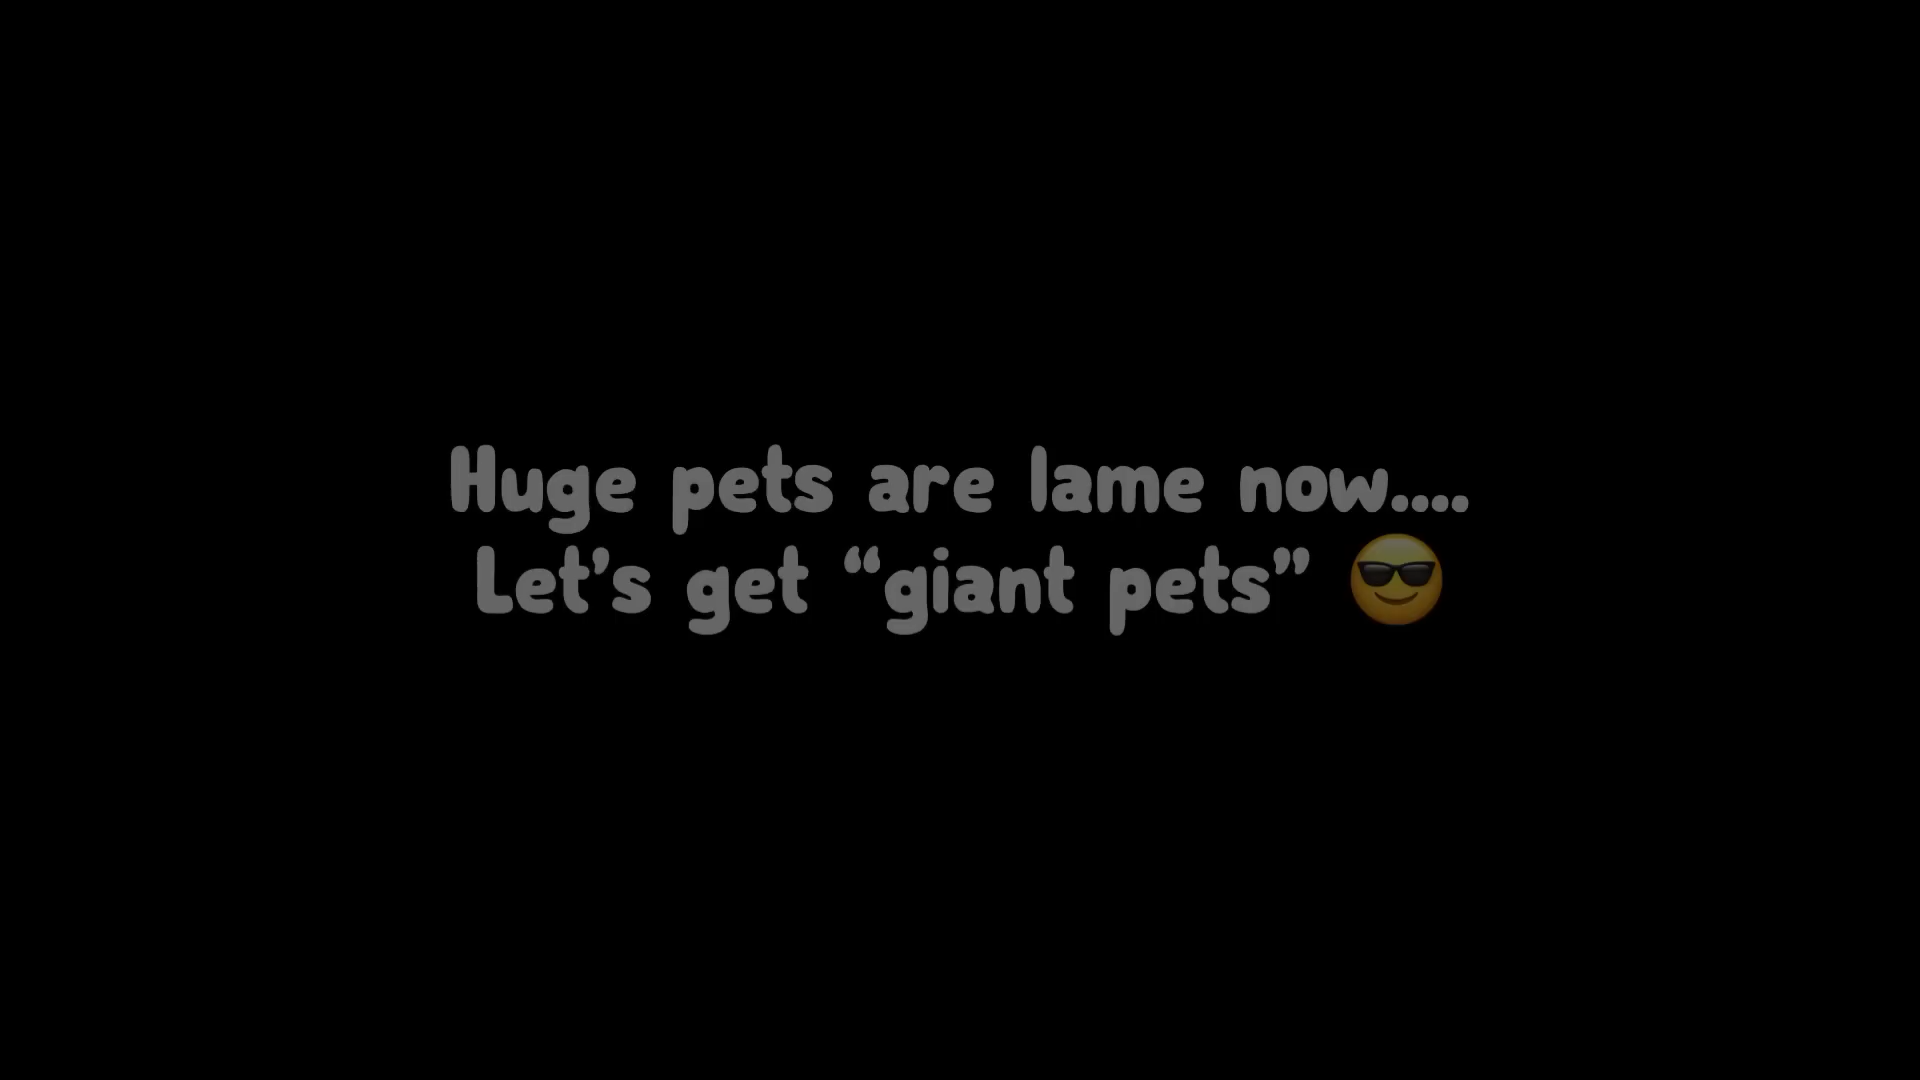 Huge pets are lame now....
Let’s get “giant pets” 😎